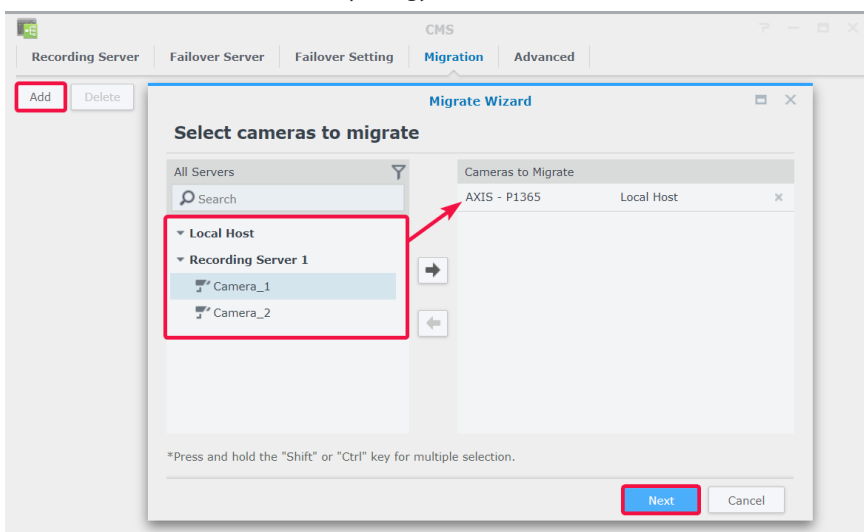 CMS
Recording Server Failover Server Failover Setting Migration Advanced
Add Delete
Migrate Wizard
Select cameras to migrate
All Servers
Search
Local Host
Recording Server 1
Camera_1
Camera_2
Cameras to Migrate
AXIS - P1365 Local Host
*Press and hold the "Shift" or "Ctrl" key for multiple selection.
Next Cancel